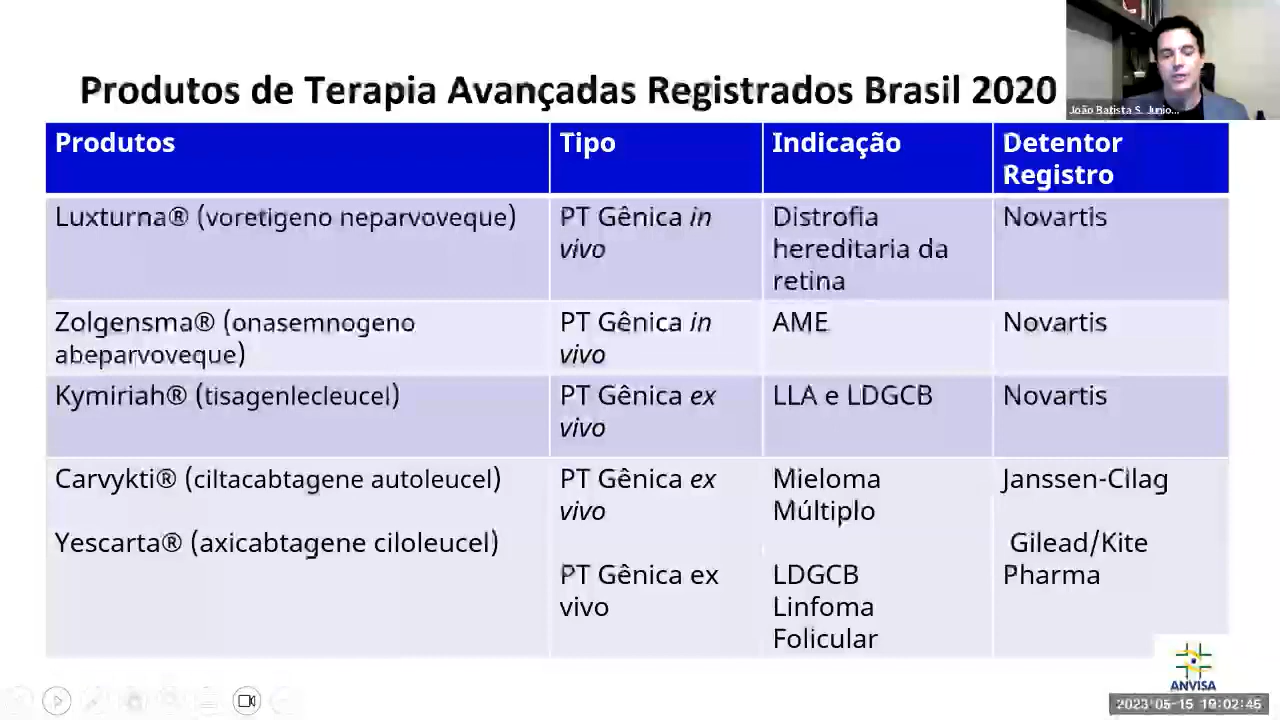 Produtos de Terapia Avançadas Registrados Brasil 2020
João Batista S. Junio...
Produtos
Tipo
Indicação
Detentor
Registro
Luxturna® (voretigeno neparvoveque)
PT Gênica in
vivo
Distrofia
hereditaria da
retina
Novartis
Zolgensma® (onasemnogeno
abeparvoveque)
PT Gênica in
vivo
AME
Novartis
Kymiriah® (tisagenlecleucel)
PT Gênica ex
vivo
LLA e LDGCB
Novartis
Carvykti® (ciltacabtagene autoleucel)
PT Gênica ex
vivo
Mieloma
Múltiplo
Janssen-Cilag
Yescarta® (axicabtagene ciloleucel)
PT Gênica ex
vivo
LDGCB
Linfoma
Folicular
Gilead/Kite
Pharma
ANVISA
2023-05-15 19:02:45